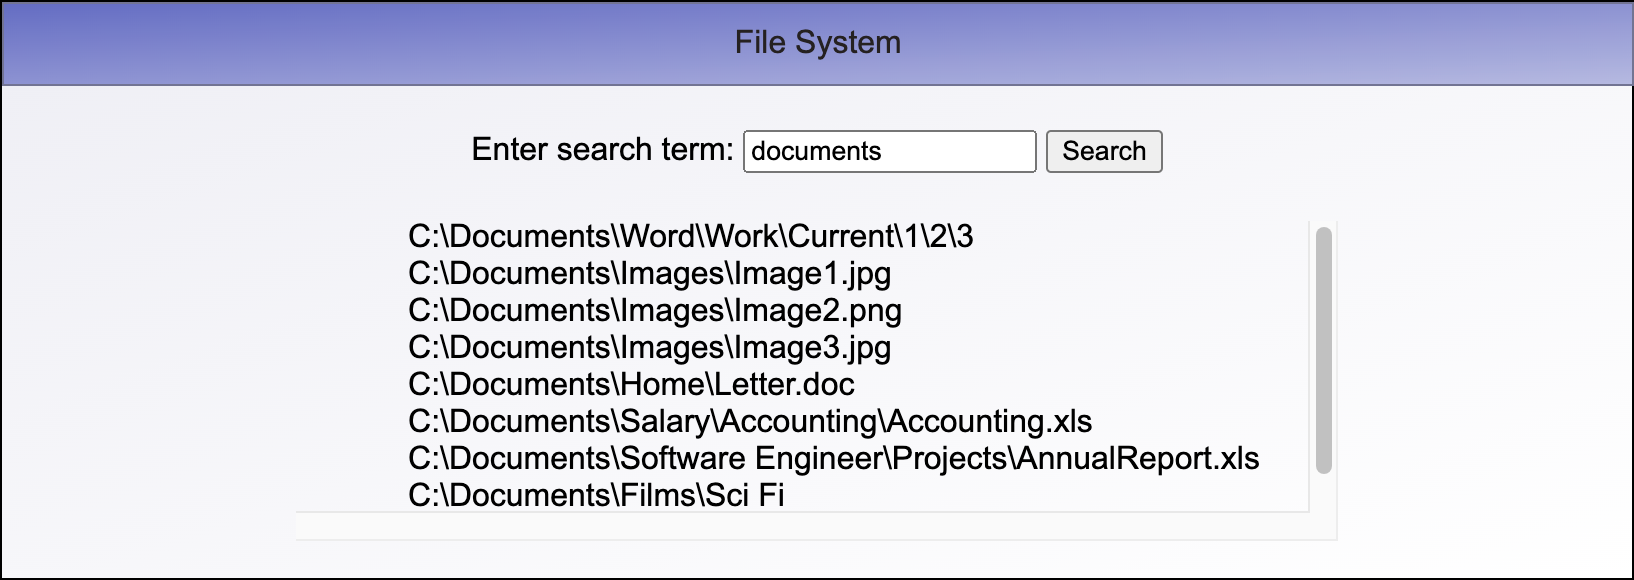 File System
Enter search term: documents Search
C:\Documents\Word\Work\Current\1\2\3
C:\Documents\Images\Image1.jpg
C:\Documents\Images\Image2.png
C:\Documents\Images\Image3.jpg
C:\Documents\Home\Letter.doc
C:\Documents\Salary\Accounting\Accounting.xls
C:\Documents\Software Engineer\Projects\AnnualReport.xls
C:\Documents\Films\Sci Fi